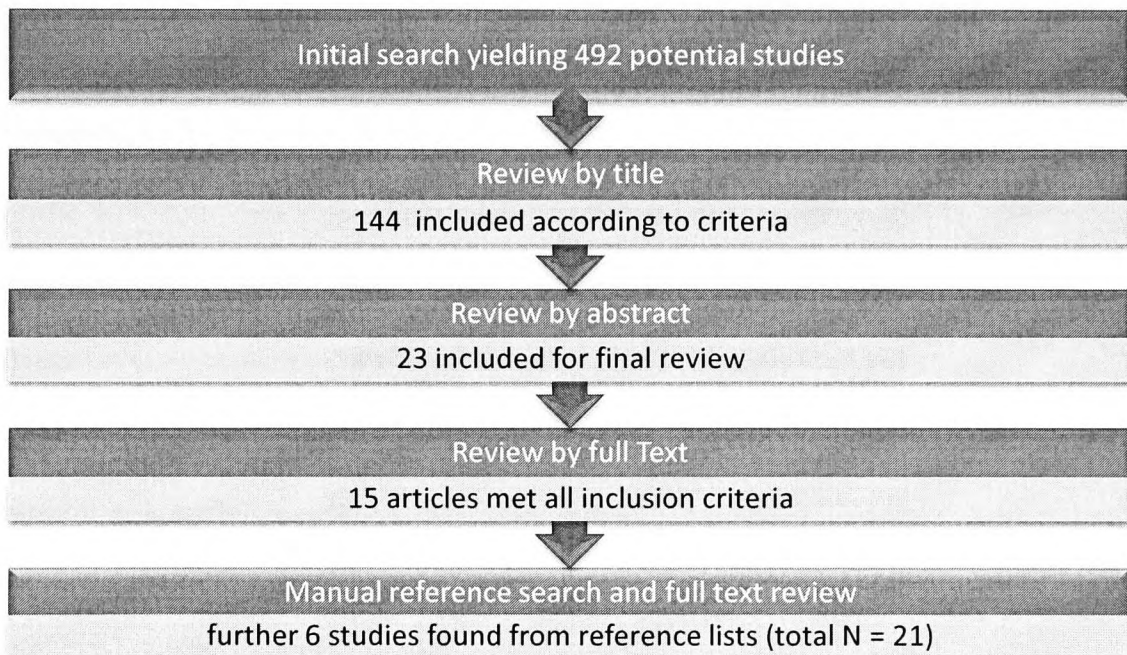 Initial search yielding 492 potential studies
Review by title
144 included according to criteria
Review by abstract
23 included for final review
Review by full Text
15 articles met all inclusion criteria
Manual reference search and full text review
further 6 studies found from reference lists (total N = 21)